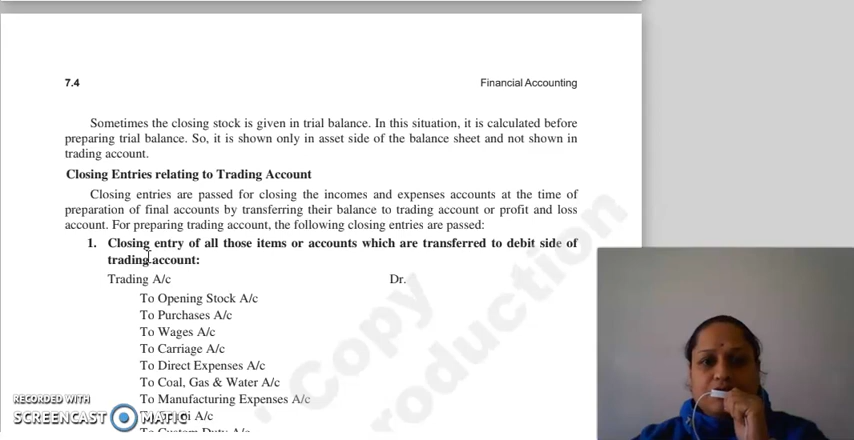 7.4 Financial Accounting
Sometimes the closing stock is given in trial balance. In this situation, it is calculated before
preparing trial balance. So, it is shown only in asset side of the balance sheet and not shown in
trading account.
Closing Entries relating to Trading Account
Closing entries are passed for closing the incomes and expenses accounts at the time of
preparation of final accounts by transferring their balance to trading account or profit and loss
account. For preparing trading account, the following closing entries are passed:
1. Closing entry of all those items or accounts which are transferred to debit side of
trading account:
Trading A/c Dr.
To Opening Stock A/c
To Purchases A/c
To Wages A/c
To Carriage A/c
To Direct Expenses A/c
To Coal, Gas & Water A/c
To Manufacturing Expenses A/c
A/c
To Custom Duty A/c
Copy
roduction
RECORDED WITH
SCREENCAST MATIC